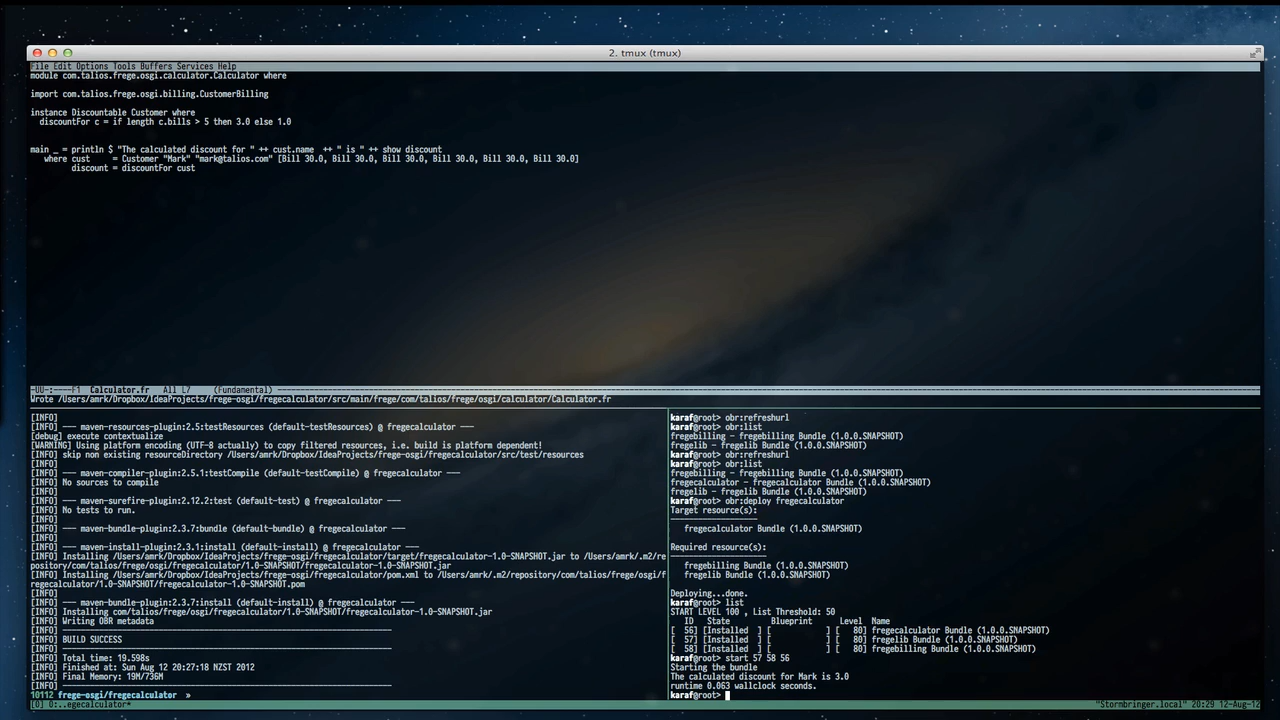 2. tmux (tmux)
File Edit Options Tools Buffers Services Help
module com.talios.frege.osgi.calculator.Calculator where
import com.talios.frege.osgi.billing.CustomerBilling
instance Discountable Customer where
discountFor c = if length c.bills > 5 then 3.0 else 1.0
main _ = println $ "The calculated discount for " ++ cust.name  ++ " is " ++ show discount
where cust     = Customer "Mark" "mark@talios.com" [Bill 30.0, Bill 30.0, Bill 30.0, Bill 30.0, Bill 30.0, Bill 30.0]
discount = discountFor cust
-UU-:----F1  Calculator.fr   All L7     (Fundamental)
Wrote /Users/amrk/Dropbox/IdeaProjects/frege-osgi/fregecalculator/src/main/frege/com/talios/frege/osgi/calculator/Calculator.fr
[INFO]
[INFO] --- maven-resources-plugin:2.5:testResources (default-testResources) @ fregecalculator ---
[debug] execute contextualize
[WARNING] Using platform encoding (UTF-8 actually) to copy filtered resources, i.e. build is platform dependent!
[INFO] skip non existing resourceDirectory /Users/amrk/Dropbox/IdeaProjects/frege-osgi/fregecalculator/src/test/resources
[INFO]
[INFO] --- maven-compiler-plugin:2.5.1:testCompile (default-testCompile) @ fregecalculator ---
[INFO] No sources to compile
[INFO]
[INFO] --- maven-surefire-plugin:2.12.2:test (default-test) @ fregecalculator ---
[INFO] No tests to run.
[INFO]
[INFO] --- maven-bundle-plugin:2.3.7:bundle (default-bundle) @ fregecalculator ---
[INFO]
[INFO] --- maven-install-plugin:2.3.1:install (default-install) @ fregecalculator ---
[INFO] Installing /Users/amrk/Dropbox/IdeaProjects/frege-osgi/fregecalculator/target/fregecalculator-1.0-SNAPSHOT.jar to /Users/amrk/.m2/re
pository/com/talios/frege/osgi/fregecalculator/1.0-SNAPSHOT/fregecalculator-1.0-SNAPSHOT.jar
[INFO] Installing /Users/amrk/Dropbox/IdeaProjects/frege-osgi/fregecalculator/pom.xml to /Users/amrk/.m2/repository/com/talios/frege/osgi/f
regecalculator/1.0-SNAPSHOT/fregecalculator-1.0-SNAPSHOT.pom
[INFO]
[INFO] --- maven-bundle-plugin:2.3.7:install (default-install) @ fregecalculator ---
[INFO] Installing com/talios/frege/osgi/fregecalculator/1.0-SNAPSHOT/fregecalculator-1.0-SNAPSHOT.jar
[INFO] Writing OBR metadata
[INFO] ------------------------------------------------------------------------
[INFO] BUILD SUCCESS
[INFO] ------------------------------------------------------------------------
[INFO] Total time: 19.598s
[INFO] Finished at: Sun Aug 12 20:27:18 NZST 2012
[INFO] Final Memory: 19M/736M
[INFO] ------------------------------------------------------------------------
10112 frege-osgi/fregecalculator  »
karaf@root> obr:refreshurl
karaf@root> obr:list
fregebilling - fregebilling Bundle (1.0.0.SNAPSHOT)
fregelib - fregelib Bundle (1.0.0.SNAPSHOT)
karaf@root> obr:refreshurl
karaf@root> obr:list
fregebilling - fregebilling Bundle (1.0.0.SNAPSHOT)
fregecalculator - fregecalculator Bundle (1.0.0.SNAPSHOT)
fregelib - fregelib Bundle (1.0.0.SNAPSHOT)
karaf@root> obr:deploy fregecalculator
Target resource(s):
-------------------
fregecalculator Bundle (1.0.0.SNAPSHOT)
Required resource(s):
---------------------
fregebilling Bundle (1.0.0.SNAPSHOT)
fregelib Bundle (1.0.0.SNAPSHOT)
Deploying...done.
karaf@root> list
START LEVEL 100 , List Threshold: 50
ID   State         Blueprint      Level  Name
[  56] [Installed  ] [            ] [   80] fregecalculator Bundle (1.0.0.SNAPSHOT)
[  57] [Installed  ] [            ] [   80] fregelib Bundle (1.0.0.SNAPSHOT)
[  58] [Installed  ] [            ] [   80] fregebilling Bundle (1.0.0.SNAPSHOT)
karaf@root> start 57 58 56
Starting the bundle
The calculated discount for Mark is 3.0
runtime 0.063 wallclock seconds.
karaf@root>
[0] 0:..egecalculator*
"Stormbringer.local" 20:29 12-Aug-12